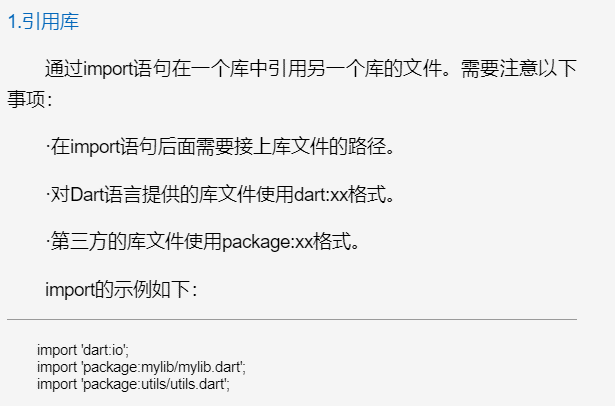 1.引用库
通过import语句在一个库中引用另一个库的文件。需要注意以下
事项：
·在import语句后面需要接上库文件的路径。
·对Dart语言提供的库文件使用dart:xx格式。
·第三方的库文件使用package:xx格式。
import的示例如下：
import 'dart:io';
import 'package:mylib/mylib.dart';
import 'package:utils/utils.dart';